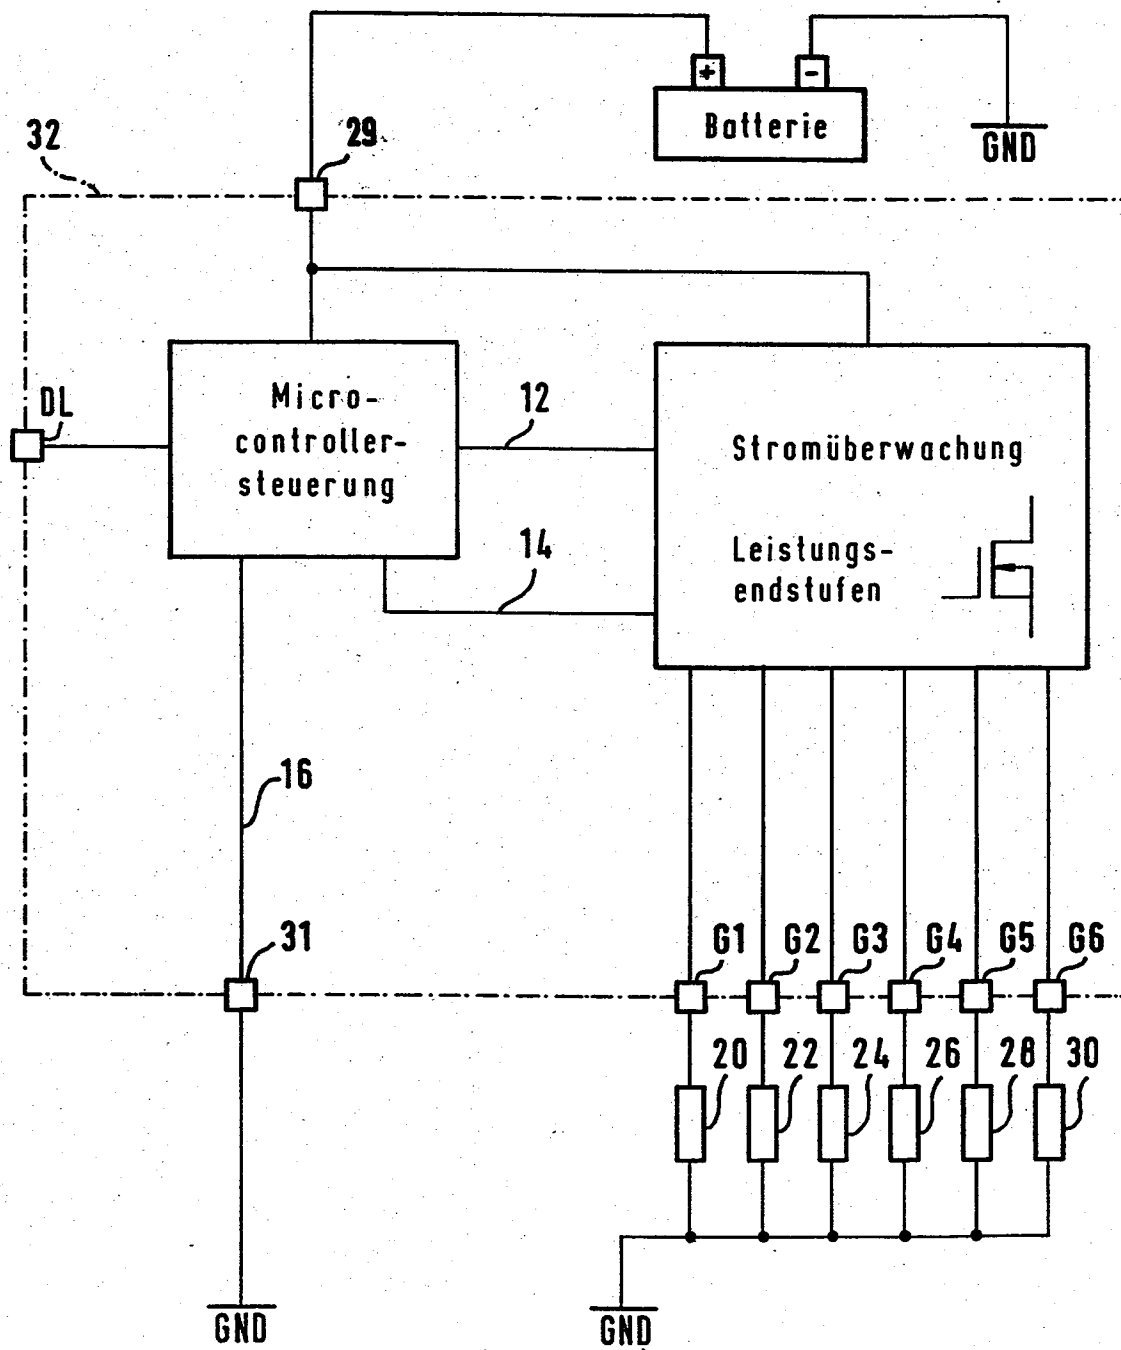 +
-
Batterie
GND
32
29
DL
Micro-
controller-
steuerung
12
14
Stromüberwachung
Leistungs-
endstufen
16
31
G1 G2 G3 G4 G5 G6
20 22 24 26 28 30
GND
GND